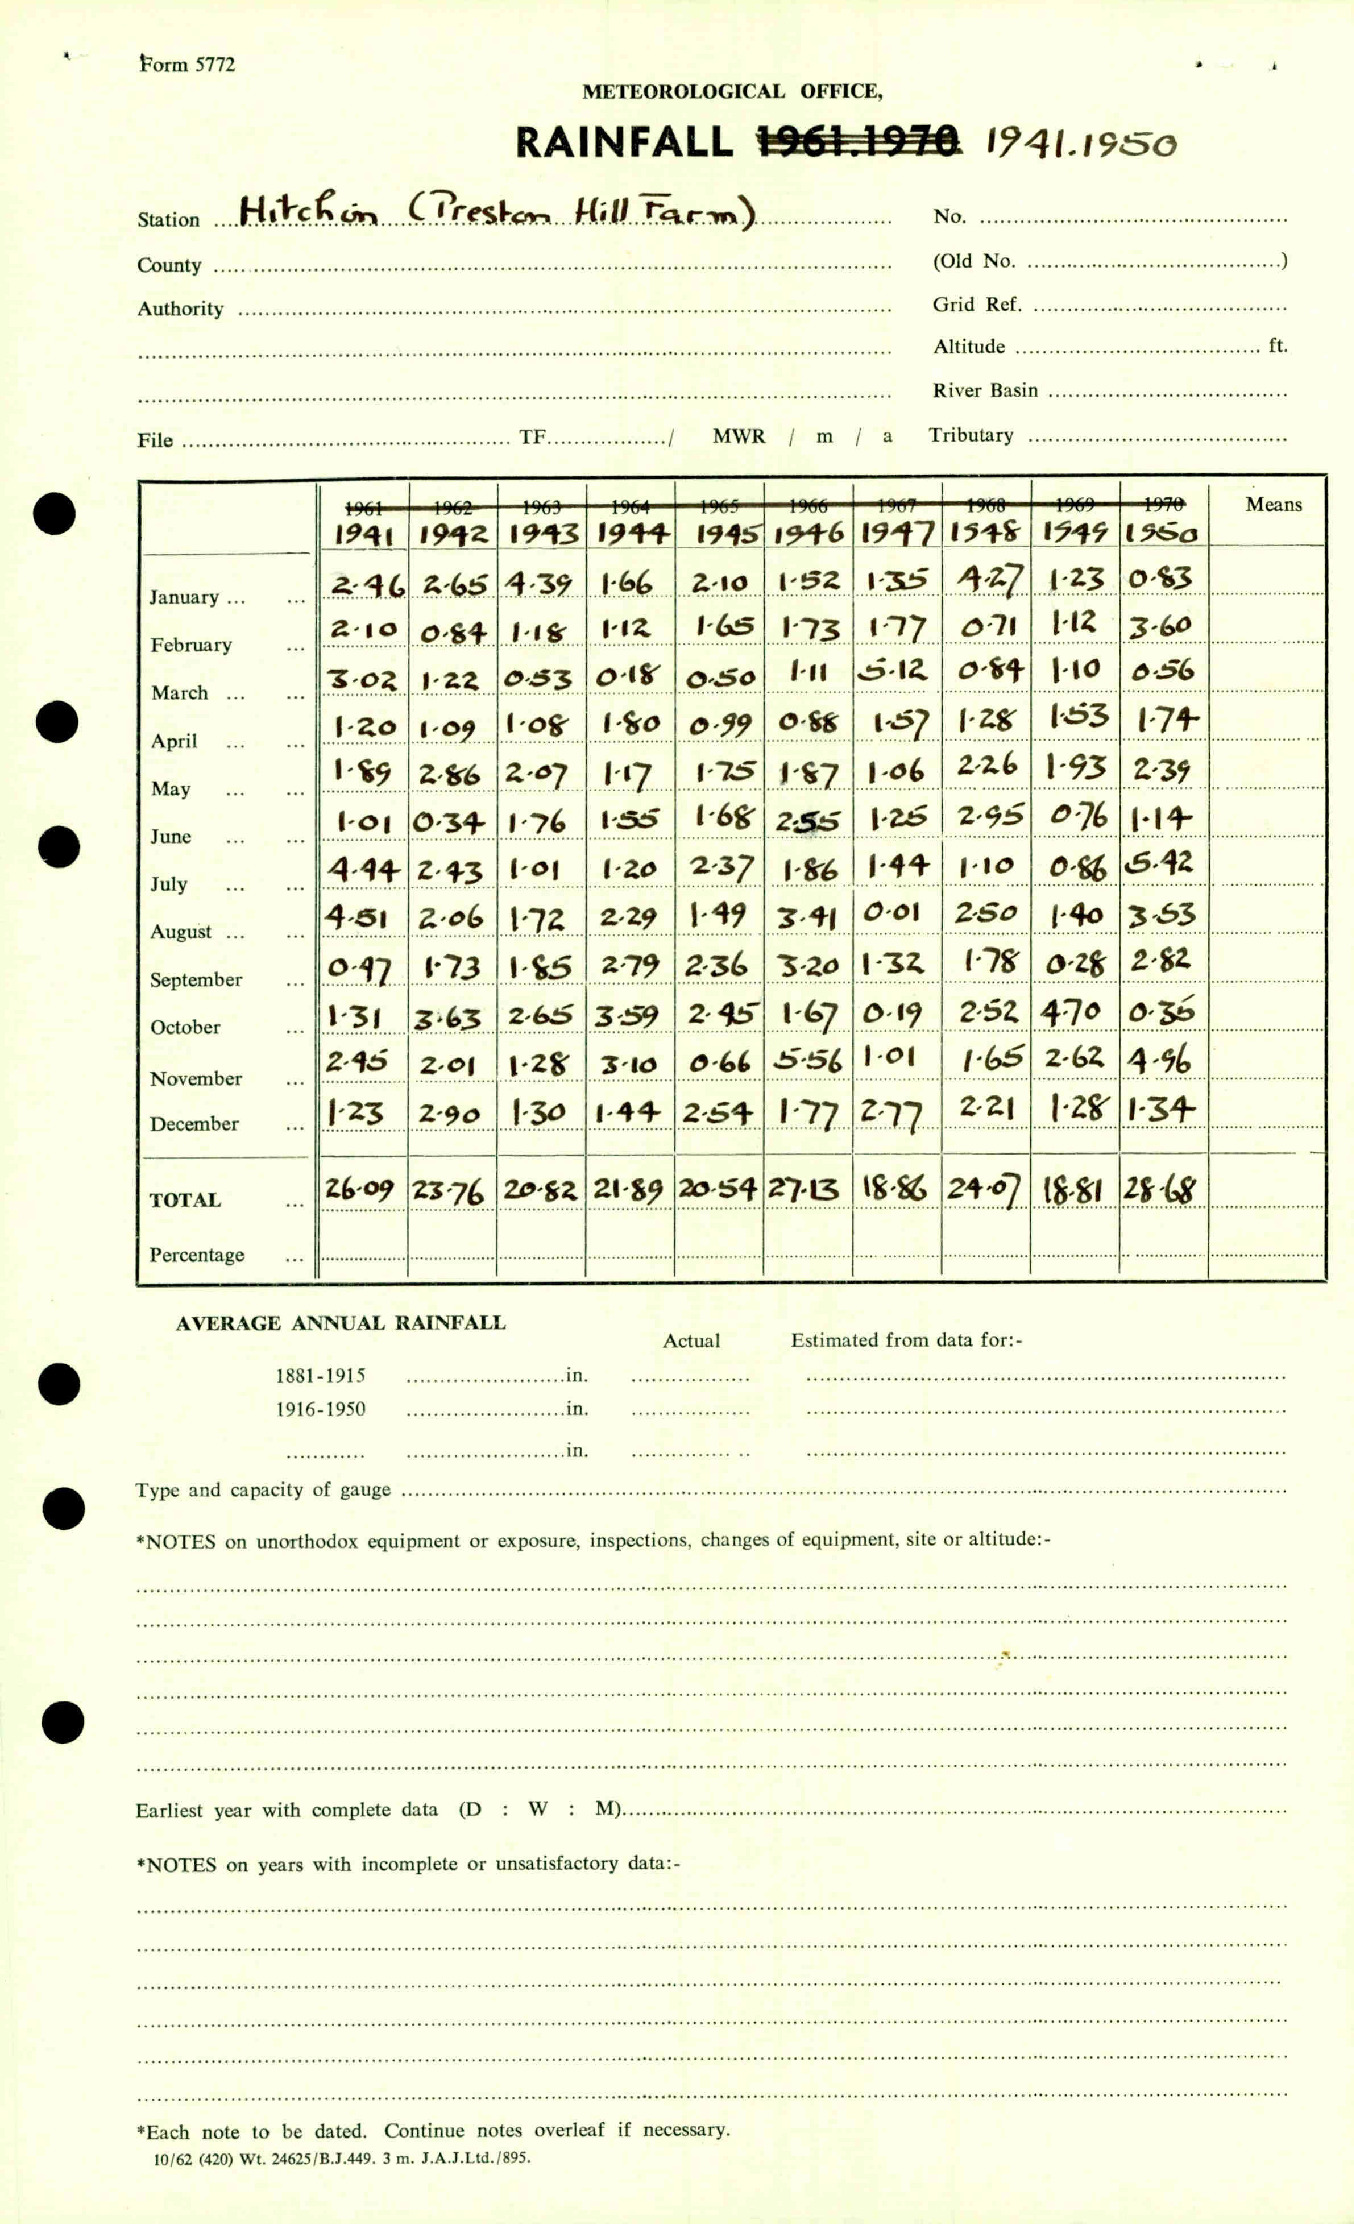 Form 5772
METEOROLOGICAL OFFICE,
RAINFALL 1961.1970 1941.1950
Station Hitchin (Preston Hill Farm) No.
County (Old No. )
Authority Grid Ref.
Altitude ft.
River Basin
File TF / MWR / m / a Tributary
1961 1962 1963 1964 1965 1966 1967 1968 1969 1970 Means
1941 1942 1943 1944 1945 1946 1947 1948 1949 1950
January ... ... 2.46 2.65 4.39 1.66 2.10 1.52 1.35 4.27 1.23 0.83
February ... 2.10 0.84 1.18 1.12 1.65 1.73 1.77 0.71 1.12 3.60
March ... ... 3.02 1.22 0.53 0.18 0.50 1.11 5.12 0.84 1.10 0.56
April ... ... 1.20 1.09 1.08 1.80 0.99 0.88 1.57 1.28 1.53 1.74
May ... ... 1.89 2.86 2.07 1.17 1.75 1.87 1.06 2.26 1.93 2.39
June ... ... 1.01 0.34 1.76 1.55 1.68 2.55 1.25 2.95 0.76 1.14
July ... ... 4.44 2.43 1.01 1.20 2.37 1.86 1.44 1.10 0.86 5.42
August ... ... 4.51 2.06 1.72 2.29 1.49 3.41 0.01 2.50 1.40 3.53
September ... 0.47 1.73 1.85 2.79 2.36 3.20 1.32 1.78 0.28 2.82
October ... 1.31 3.63 2.65 3.59 2.45 1.67 0.19 2.52 4.70 0.35
November ... 2.45 2.01 1.28 3.10 0.66 5.56 1.01 1.65 2.62 4.96
December ... 1.23 2.90 1.30 1.44 2.54 1.77 2.77 2.21 1.28 1.34
TOTAL ... 26.09 23.76 20.82 21.89 20.54 27.13 18.86 24.07 18.81 28.68
Percentage ...
AVERAGE ANNUAL RAINFALL
Actual Estimated from data for:-
1881-1915 in.
1916-1950 in.
in.
Type and capacity of gauge
*NOTES on unorthodox equipment or exposure, inspections, changes of equipment, site or altitude:-
Earliest year with complete data (D : W : M)
*NOTES on years with incomplete or unsatisfactory data:-
*Each note to be dated. Continue notes overleaf if necessary.
10/62 (420) Wt. 24625/B.J.449. 3 m. J.A.J.Ltd./895.